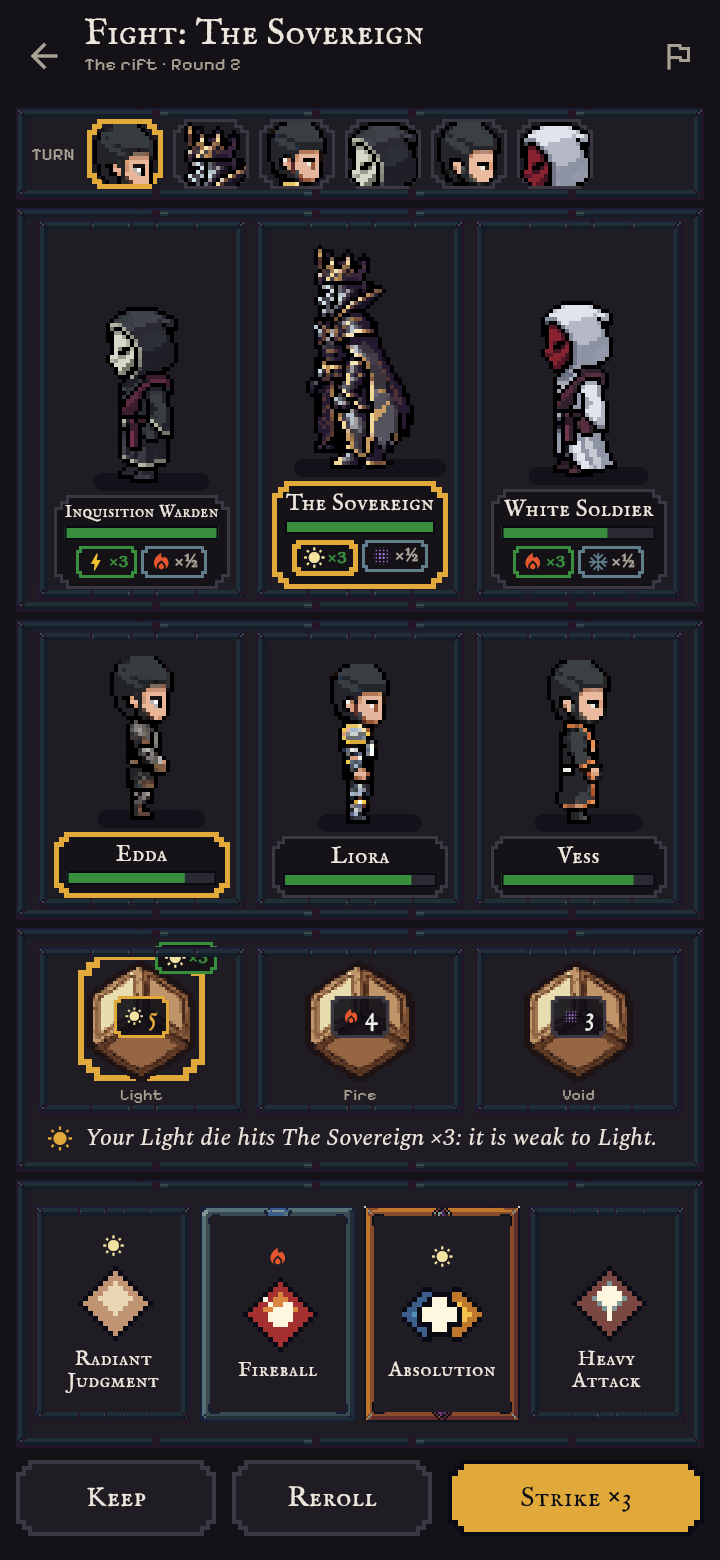 Fight: The Sovereign
The rift · Round 2
TURN
Inquisition Warden
The Sovereign
White Soldier
×3 ×½
×3 ×½
×3 ×½
Edda
Liora
Vess
×3
5
4
3
Light
Fire
Void
Your Light die hits The Sovereign ×3: it is weak to Light.
Radiant
Judgment
Fireball
Absolution
Heavy
Attack
Keep
Reroll
Strike ×3